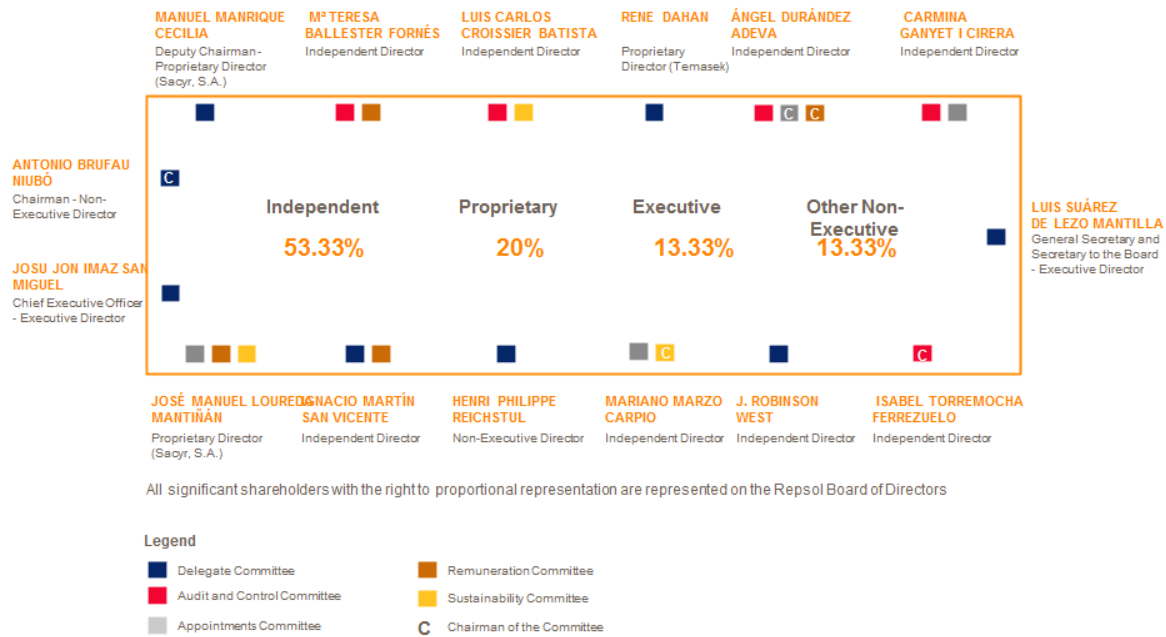 MANUEL MANRIQUE
CECILIA
Deputy Chairman -
Proprietary Director
(Sacyr, S.A.)
Mª TERESA
BALLESTER FORNÉS
Independent Director
LUIS CARLOS
CROISSIER BATISTA
Independent Director
RENE DAHAN
Proprietary
Director (Temasek)
ÁNGEL DURÁNDEZ
ADEVA
Independent Director
CARMINA
GANYET I CIRERA
Independent Director
C C
ANTONIO BRUFAU
NIUBÓ
Chairman - Non-
Executive Director
C
Independent
53.33%
Proprietary
20%
Executive
13.33%
Other Non-
Executive
13.33%
LUIS SUÁREZ
DE LEZO MANTILLA
General Secretary and
Secretary to the Board
- Executive Director
JOSU JON IMAZ SAN
MIGUEL
Chief Executive Officer
- Executive Director
C
C
JOSÉ MANUEL LOUREDA
MANTIÑÁN
Proprietary Director
(Sacyr, S.A.)
IGNACIO MARTÍN
SAN VICENTE
Independent Director
HENRI PHILIPPE
REICHSTUL
Non-Executive Director
MARIANO MARZO
CARPIO
Independent Director
J. ROBINSON
WEST
Independent Director
ISABEL TORREMOCHA
FERREZUELO
Independent Director
All significant shareholders with the right to proportional representation are represented on the Repsol Board of Directors
Legend
Delegate Committee
Audit and Control Committee
Appointments Committee
Remuneration Committee
Sustainability Committee
C Chairman of the Committee